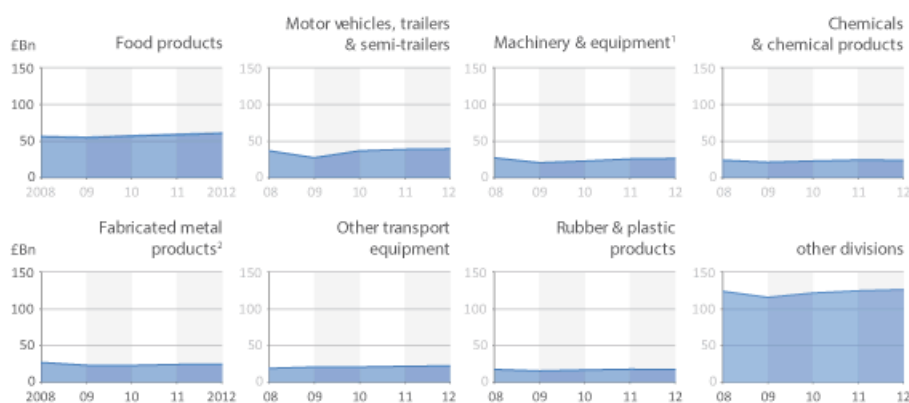 £Bn
Food products
150
100
50
0
2008 09 10 11 2012
Motor vehicles, trailers
& semi-trailers
150
100
50
0
08 09 10 11 12
Machinery & equipment¹
150
100
50
0
08 09 10 11 12
Chemicals
& chemical products
150
100
50
0
08 09 10 11 12
£Bn
Fabricated metal
products²
150
100
50
0
2008 09 10 11 2012
Other transport
equipment
150
100
50
0
08 09 10 11 12
Rubber & plastic
products
150
100
50
0
08 09 10 11 12
other divisions
150
100
50
0
08 09 10 11 12